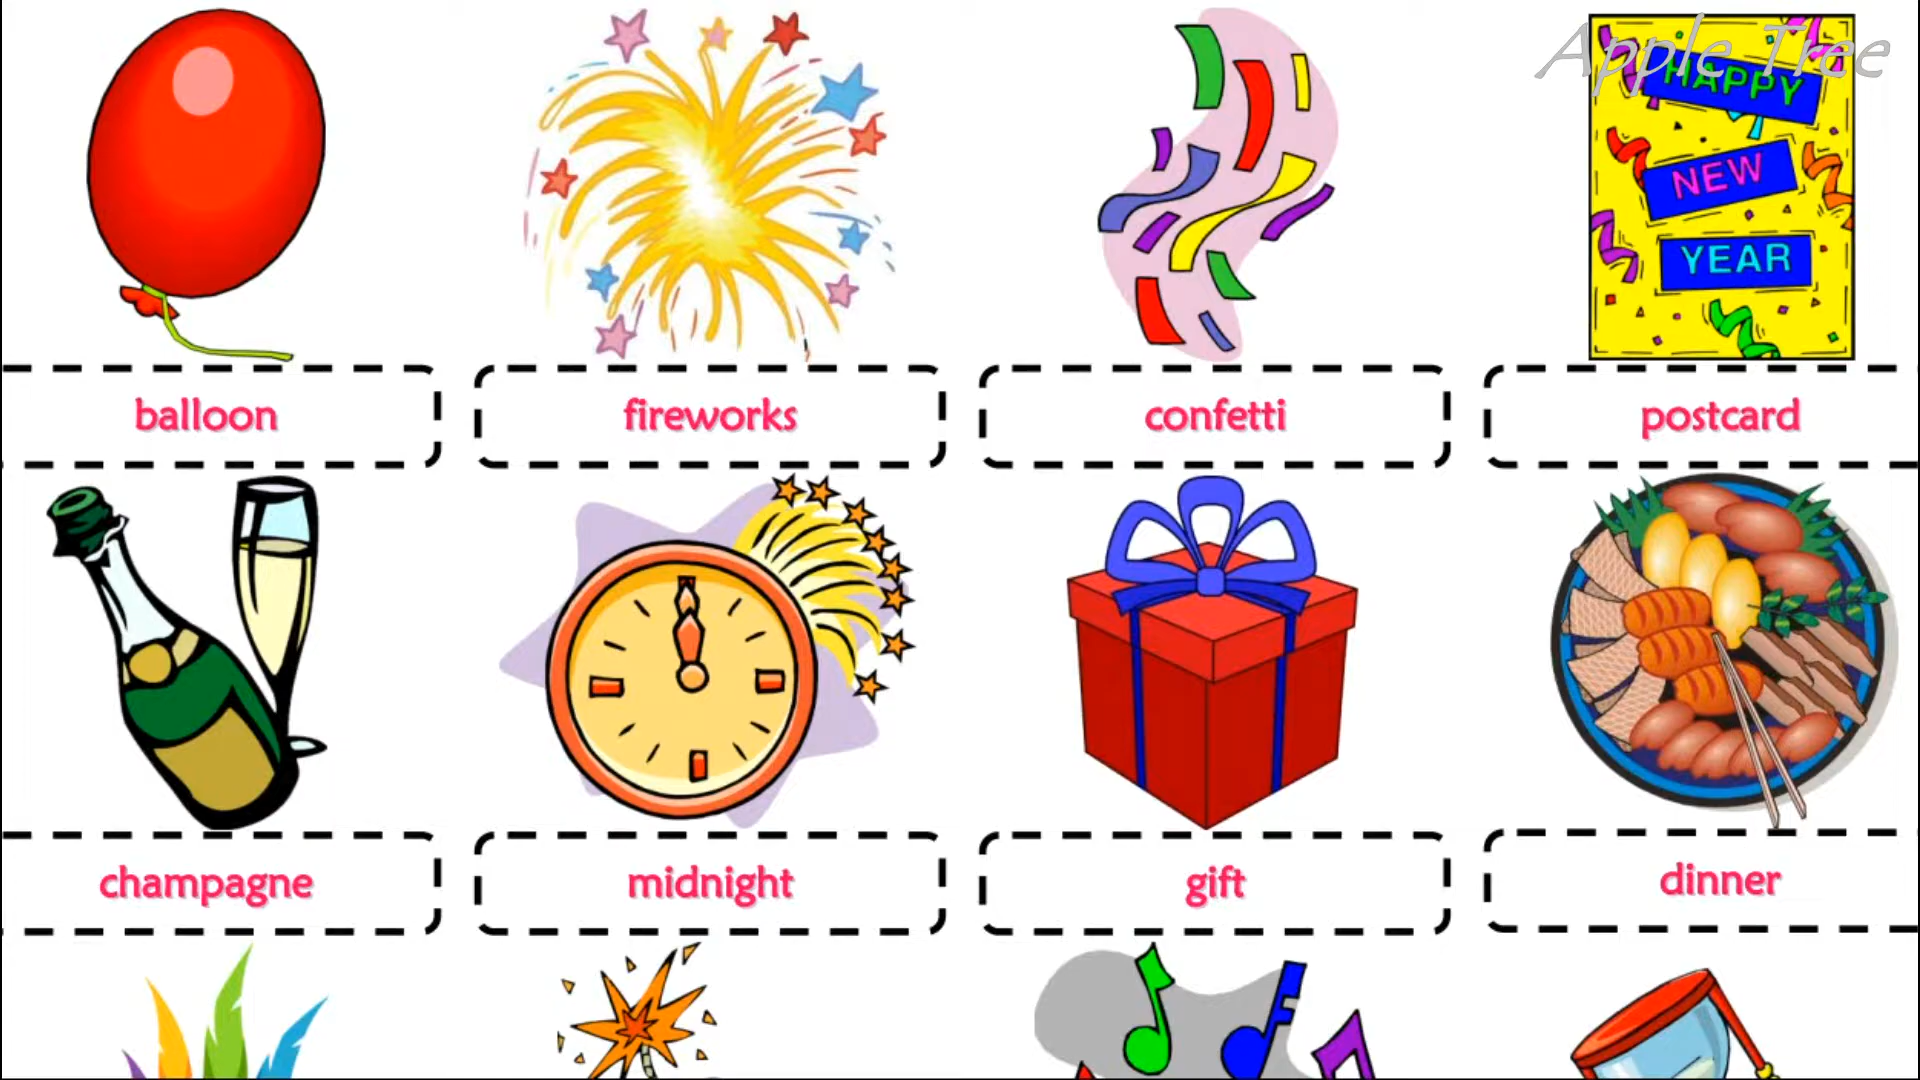 Apple Tree
HAPPY
NEW
YEAR
balloon
fireworks
confetti
postcard
champagne
midnight
gift
dinner